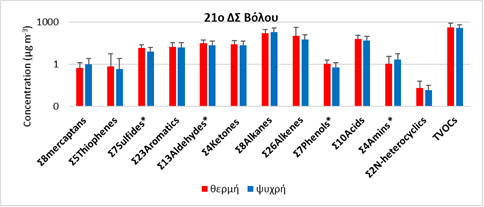 21ο ΔΣ Βόλου
Concentration (μg m⁻³)
1000
1
0
Σ8mercaptans
Σ5Thiophenes
Σ7Sulfides*
Σ23Aromatics
Σ13Aldehydes*
Σ4Ketones
Σ8Alkanes
Σ26Alkenes
Σ7Phenols*
Σ10Acids
Σ4Amins *
Σ2N-heterocyclics
TVOCs
θερμή
ψυχρή